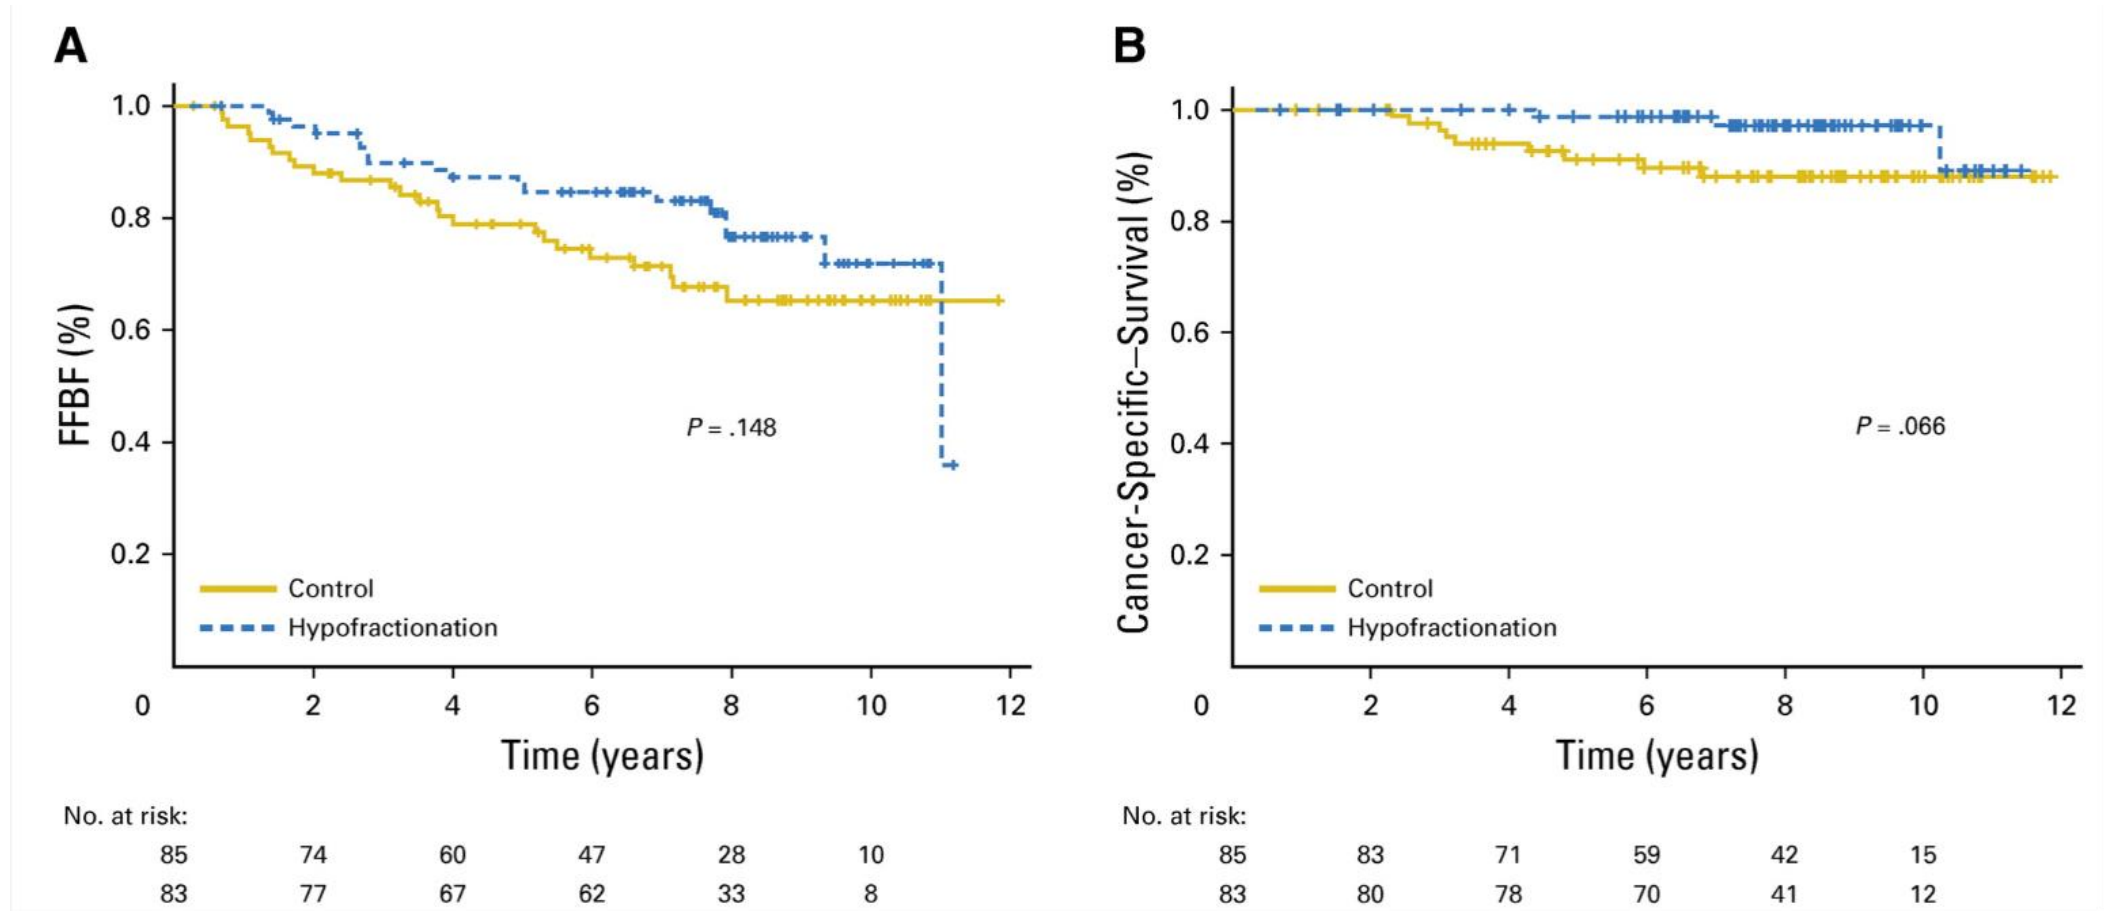 A
FFBF (%)
1.0
0.8
0.6
0.4
0.2
P = .148
Control
Hypofractionation
0 2 4 6 8 10 12
Time (years)
No. at risk:
85 74 60 47 28 10
83 77 67 62 33 8
B
Cancer-Specific–Survival (%)
1.0
0.8
0.6
0.4
0.2
P = .066
Control
Hypofractionation
0 2 4 6 8 10 12
Time (years)
No. at risk:
85 83 71 59 42 15
83 80 78 70 41 12